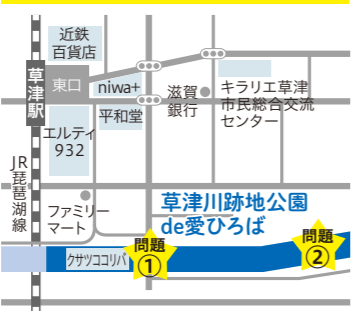 近鉄
百貨店
草津駅
東口
niwa+
滋賀
銀行
キラリエ草津
市民総合交流
センター
平和堂
エルティ
932
JR琵琶湖線
ファミリー
マート
草津川跡地公園
de愛ひろば
クサツココリバ
問題
①
問題
②